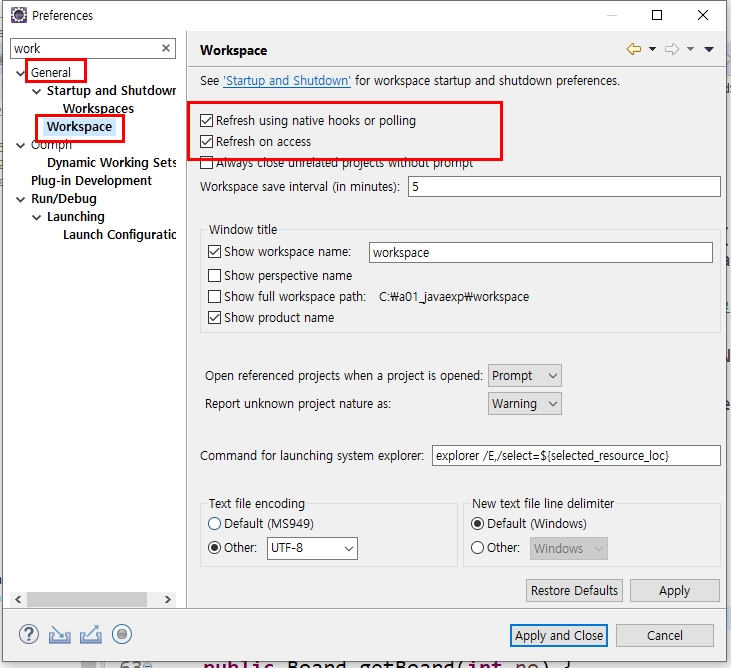 Preferences
work
General
Startup and Shutdown
Workspaces
Workspace
Oomph
Dynamic Working Sets
Plug-in Development
Run/Debug
Launching
Launch Configuratic
Workspace
See 'Startup and Shutdown' for workspace startup and shutdown preferences.
Refresh using native hooks or polling
Refresh on access
Always close unrelated projects without prompt
Workspace save interval (in minutes): 5
Window title
Show workspace name: workspace
Show perspective name
Show full workspace path: C:₩a01_javaexp₩workspace
Show product name
Open referenced projects when a project is opened: Prompt
Report unknown project nature as: Warning
Command for launching system explorer: explorer /E,/select=${selected_resource_loc}
Text file encoding
Default (MS949)
Other: UTF-8
New text file line delimiter
Default (Windows)
Other: Windows
Restore Defaults Apply
Apply and Close Cancel
63 public Board getBoard(int no) {